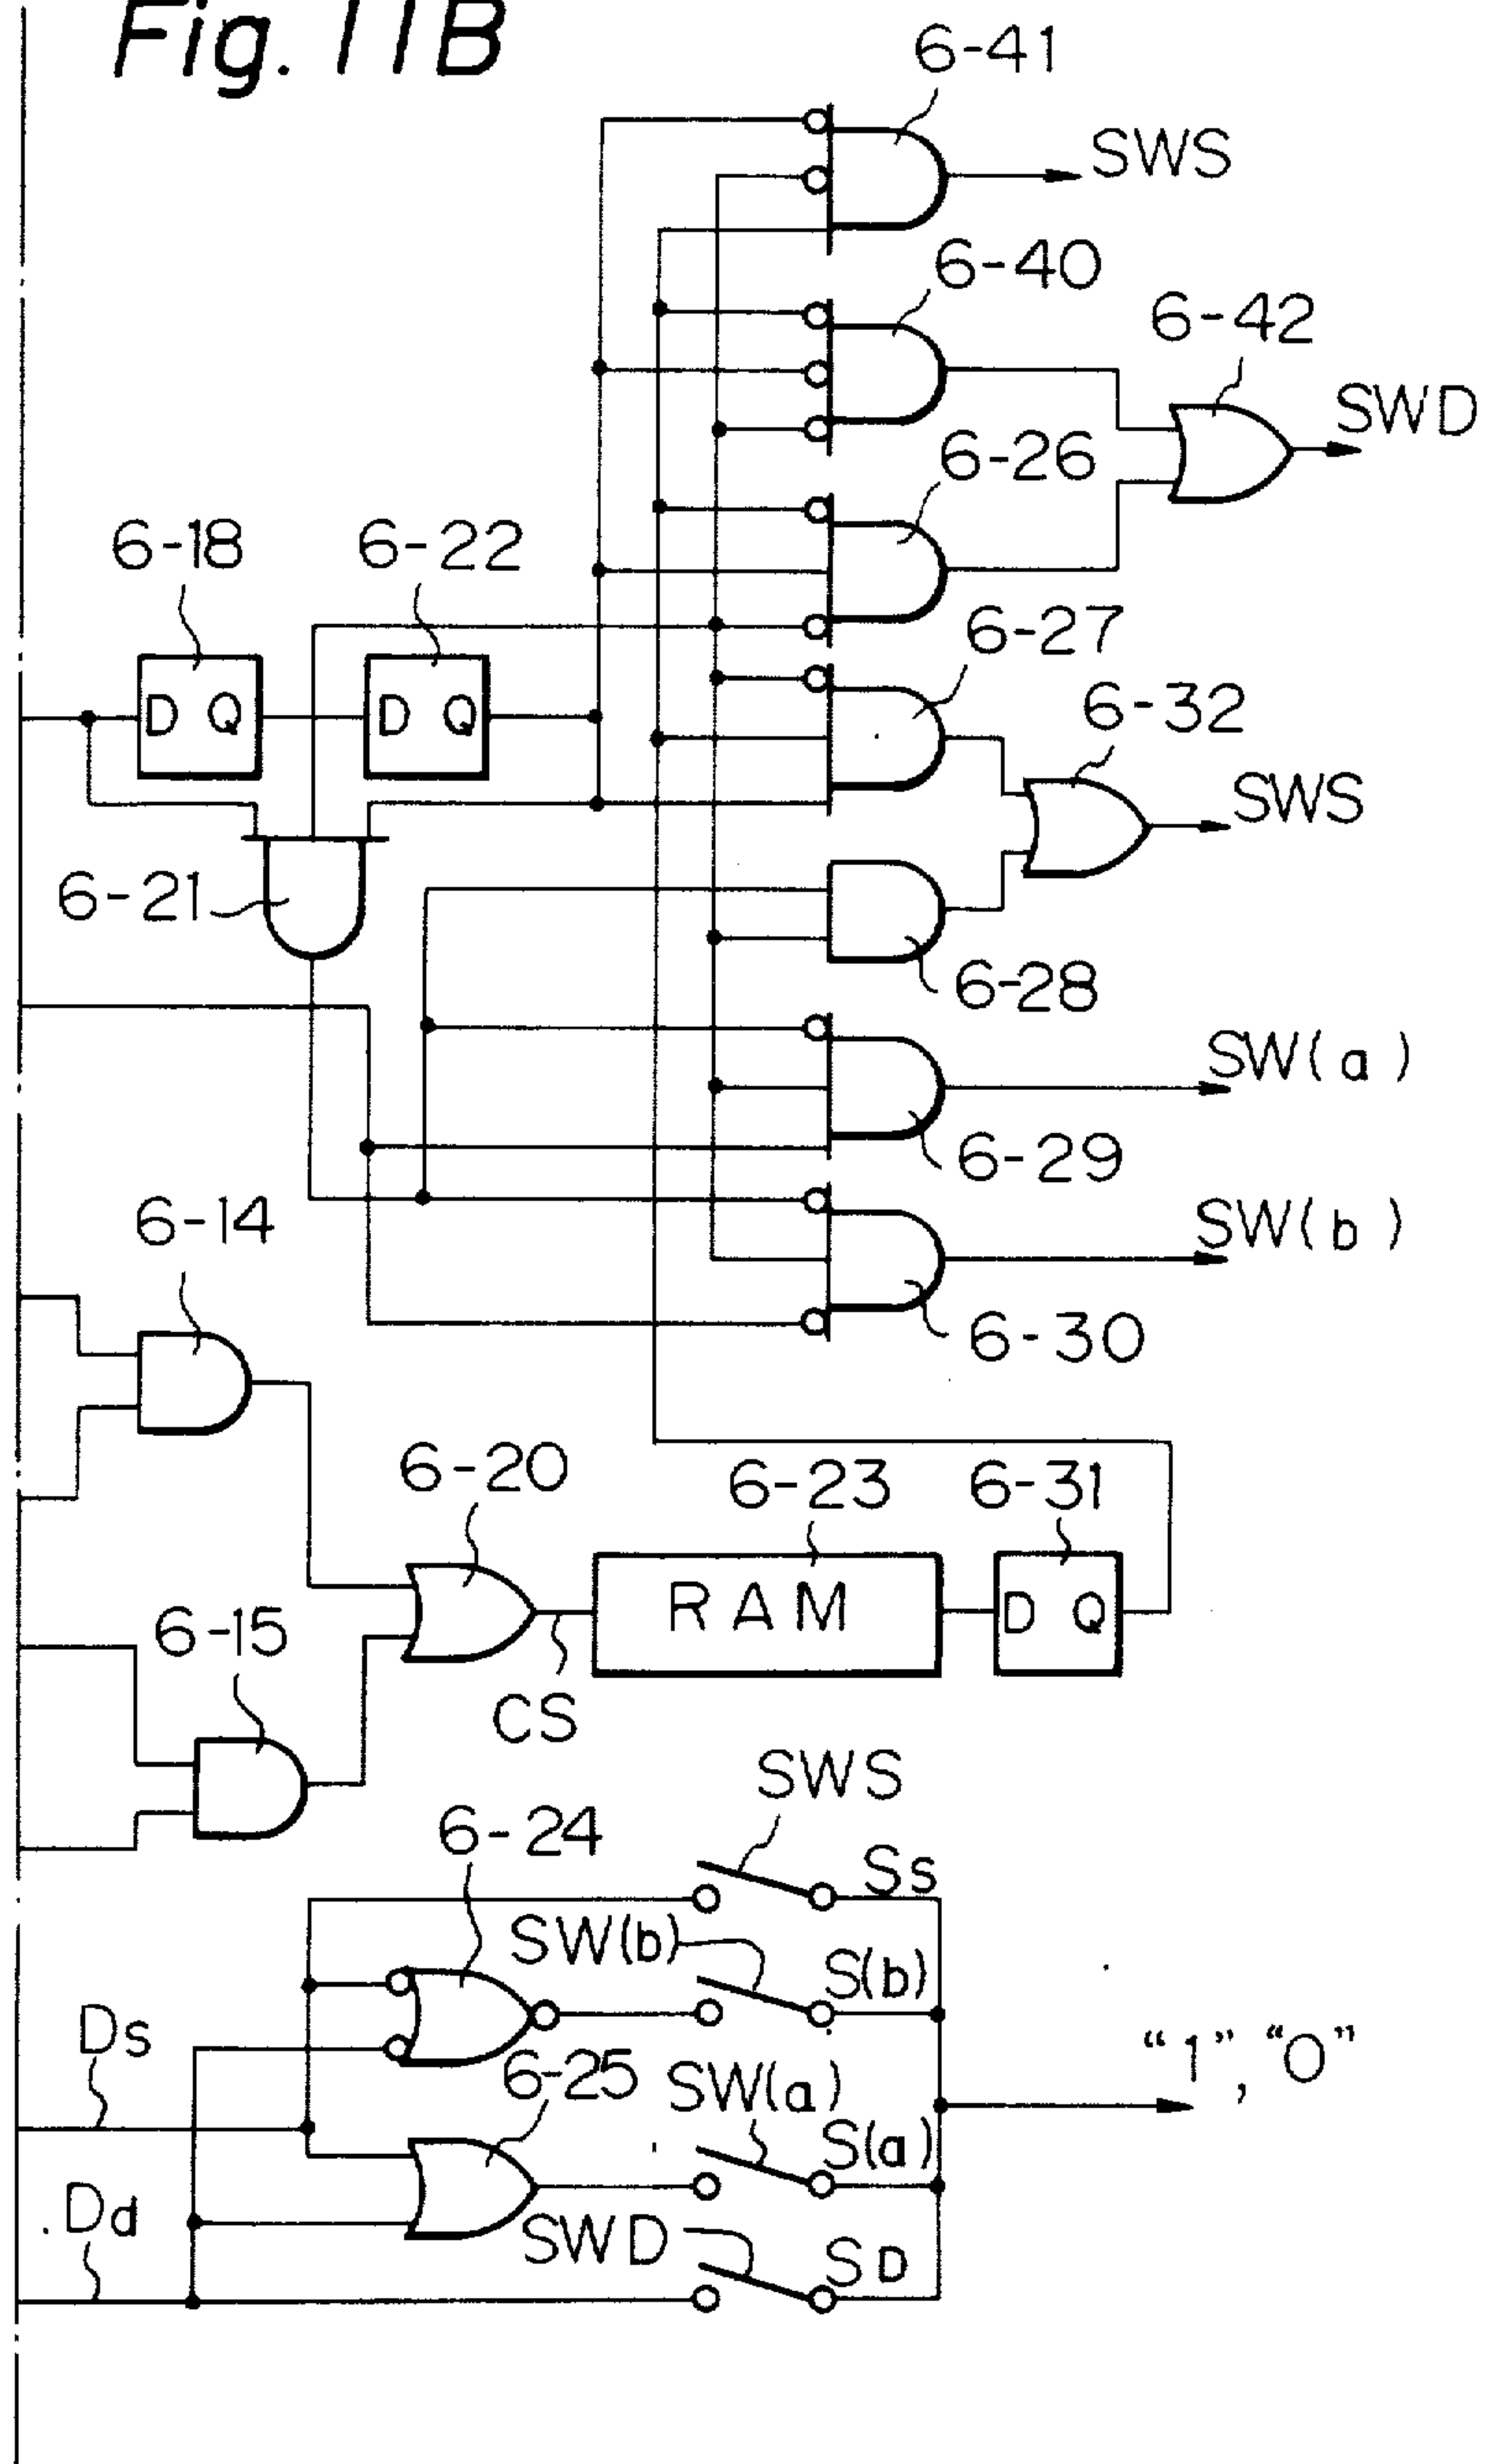 Fig. 11B
6-41
SWS
6-40
6-42
SWD
6-26
6-18
6-22
6-27
D Q
D Q
6-32
SWS
6-21
6-28
SW(a)
6-29
6-14
SW(b)
6-30
6-20
6-23
6-31
RAM
D Q
6-15
CS
SWS
6-24
Ss
SW(b)
S(b)
Ds
"1", "0"
6-25
SW(a)
S(a)
Dd
SWD
SD